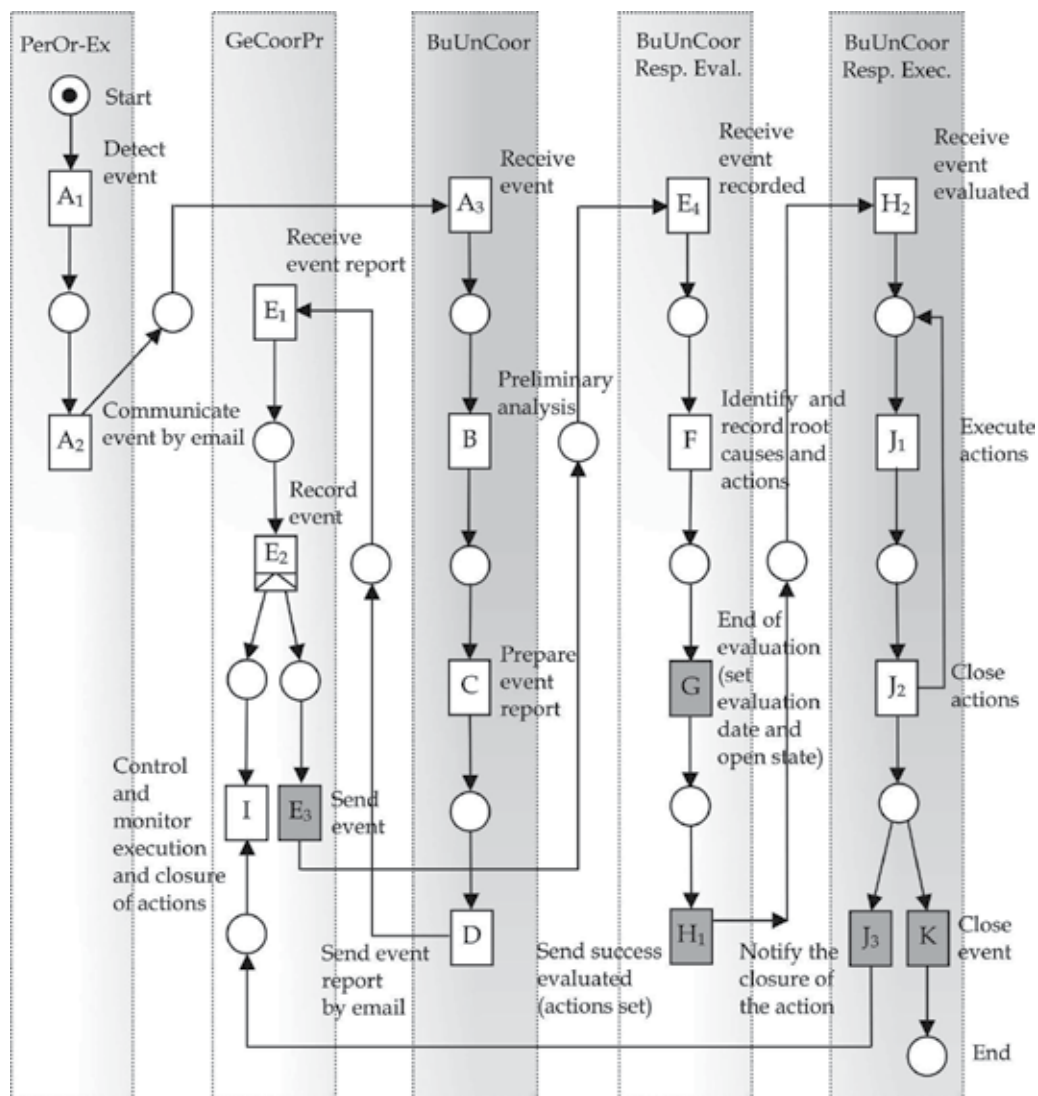 PerOr-Ex
GeCoorPr
BuUnCoor
BuUnCoor
Resp. Eval.
BuUnCoor
Resp. Exec.
Start
Detect
event
A1
A2
Communicate
event by email
Receive
event report
E1
Record
event
E2
I
E3
Send
event
Control
and
monitor
execution
and closure
of actions
Receive
event
A3
Preliminary
analysis
B
C
Prepare
event
report
D
Send event
report
by email
Receive
event
recorded
E4
F
Identify and
record root
causes and
actions
G
End of
evaluation
(set
evaluation
date and
open state)
H1
Send success
evaluated
(actions set)
Receive
event
evaluated
H2
J1
Execute
actions
J2
Close
actions
J3
K
Close
event
Notify the
closure of
the action
End